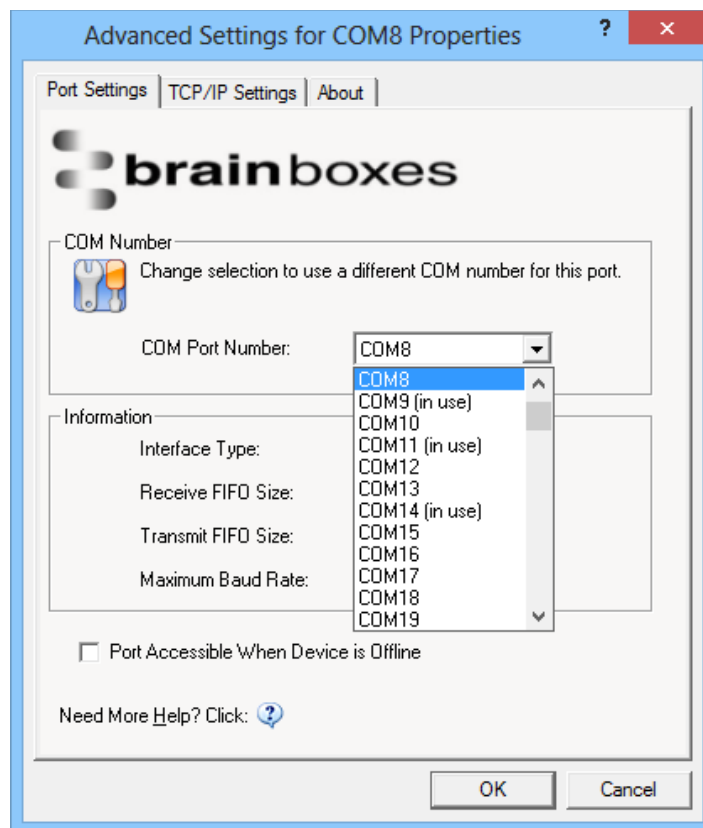 Advanced Settings for COM8 Properties ? ×
Port Settings TCP/IP Settings About
brainboxes
COM Number
Change selection to use a different COM number for this port.
COM Port Number: COM8
COM8
COM9 (in use)
COM10
COM11 (in use)
COM12
COM13
COM14 (in use)
COM15
COM16
COM17
COM18
COM19
Information
Interface Type:
Receive FIFO Size:
Transmit FIFO Size:
Maximum Baud Rate:
Port Accessible When Device is Offline
Need More Help? Click: ?
OK Cancel